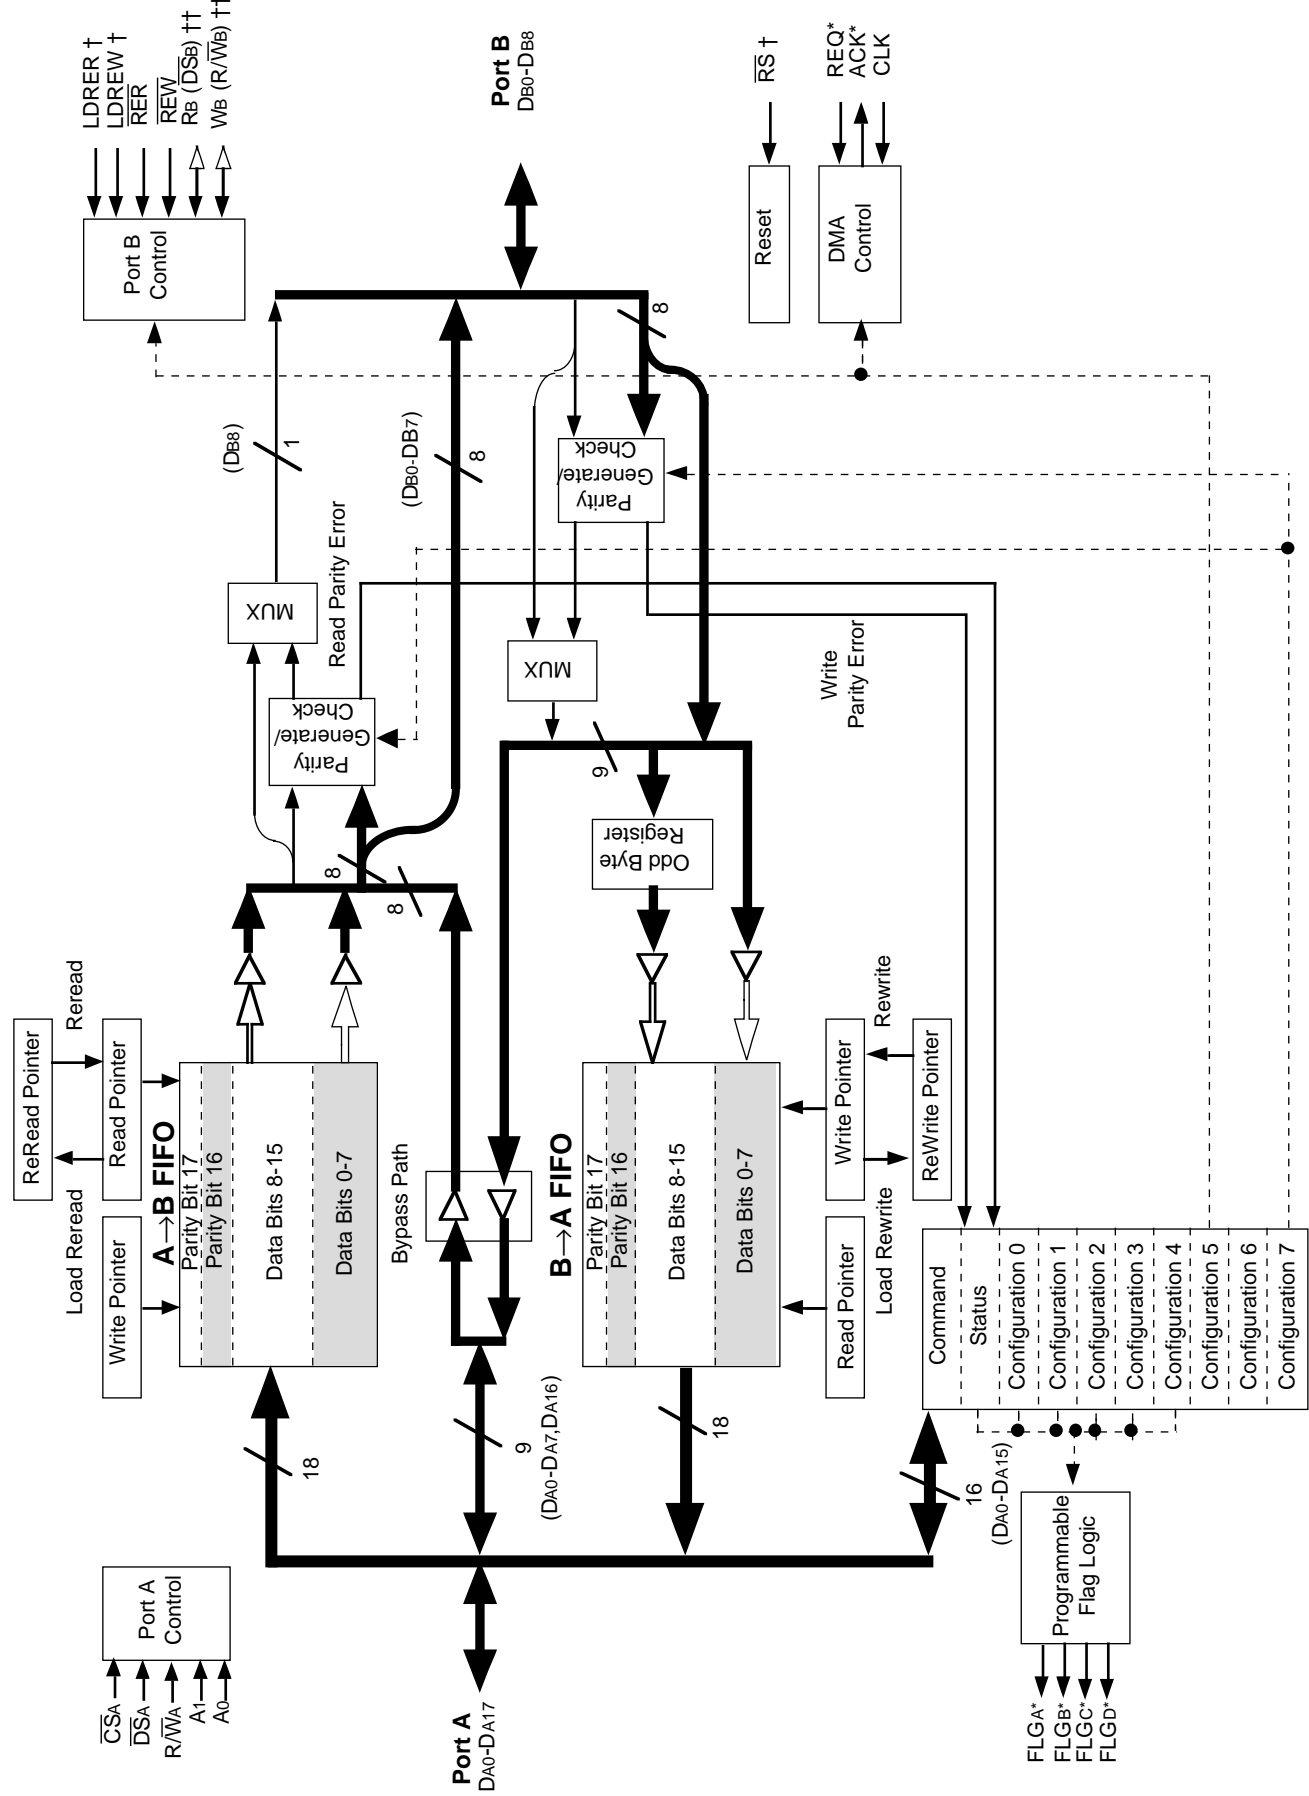 LDRER †
LDREW †
RER
REW
RB (DSB) ††
WB (R/WB) ††
Port B
Control
Port B
DB0-DB8
RS †
Reset
REQ*
ACK*
CLK
DMA
Control
(DB8)
1
(DB0-DB7)
8
8
MUX
Read Parity Error
Parity
Generate/
Check
Parity
Generate/
Check
MUX
Write
Parity Error
8
8
9
Odd Byte
Register
ReRead Pointer
Reread
Read Pointer
Load Reread
Write Pointer
A→B FIFO
Parity Bit 17
Parity Bit 16
Data Bits 8-15
Data Bits 0-7
Bypass Path
B→A FIFO
Parity Bit 17
Parity Bit 16
Data Bits 8-15
Data Bits 0-7
Write Pointer
Rewrite
ReWrite Pointer
Load Rewrite
Read Pointer
Command
Status
Configuration 0
Configuration 1
Configuration 2
Configuration 3
Configuration 4
Configuration 5
Configuration 6
Configuration 7
18
9
(DA0-DA7,DA16)
18
16
(DA0-DA15)
Port A
Control
CSA
DSA
R/WA
A1
A0
Port A
DA0-DA17
Programmable
Flag Logic
FLGA*
FLGB*
FLGC*
FLGD*